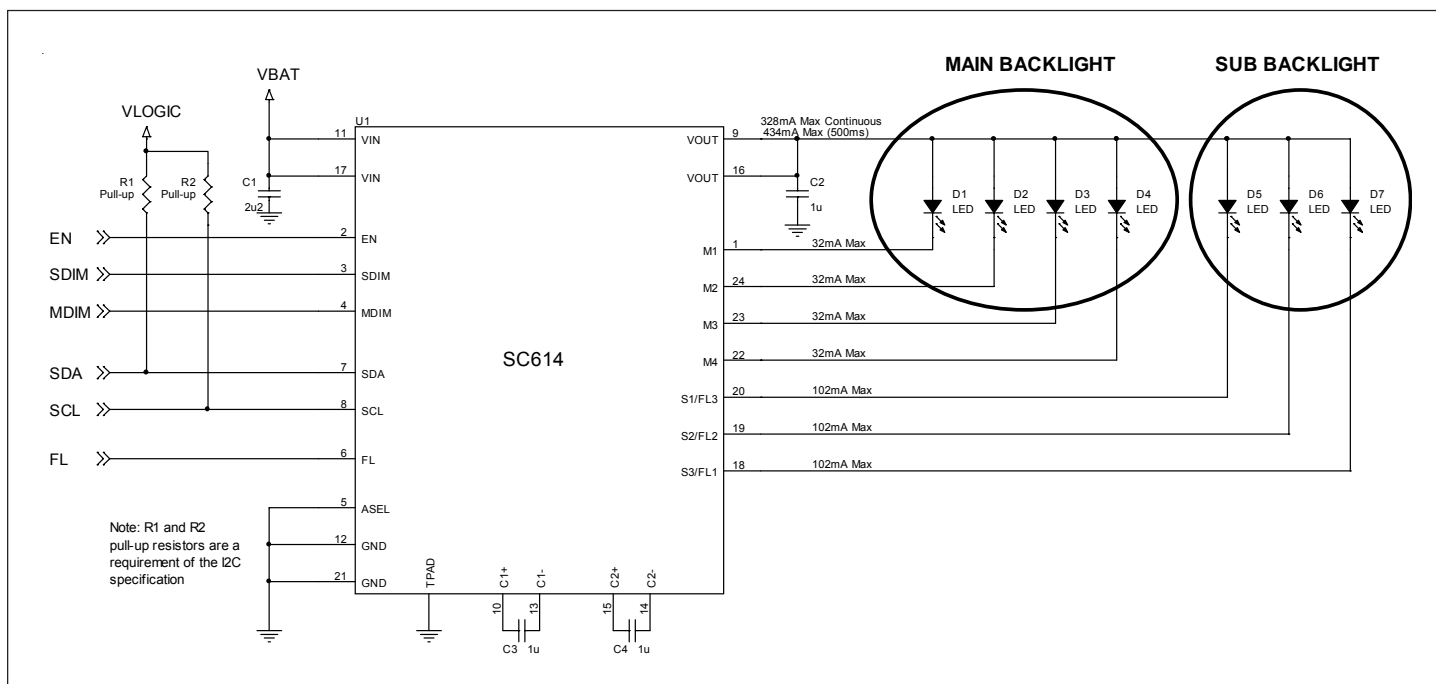 MAIN BACKLIGHT
SUB BACKLIGHT
VBAT
VLOGIC
U1
328mA Max Continuous
434mA Max (500ms)
11
VIN
VOUT
9
17
VIN
VOUT
16
R1
Pull-up
R2
Pull-up
C1
2u2
C2
1u
D1
LED
D2
LED
D3
LED
D4
LED
D5
LED
D6
LED
D7
LED
EN
2
EN
M1
1
32mA Max
SDIM
3
SDIM
M2
24
32mA Max
MDIM
4
MDIM
M3
23
32mA Max
SC614
M4
22
32mA Max
SDA
7
SDA
S1/FL3
20
102mA Max
SCL
8
SCL
S2/FL2
19
102mA Max
FL
6
FL
S3/FL1
18
102mA Max
5
ASEL
12
GND
21
GND
Note: R1 and R2
pull-up resistors are a
requirement of the I2C
specification
TPAD
C1+
C1-
C2+
C2-
10
13
15
14
C3
1u
C4
1u